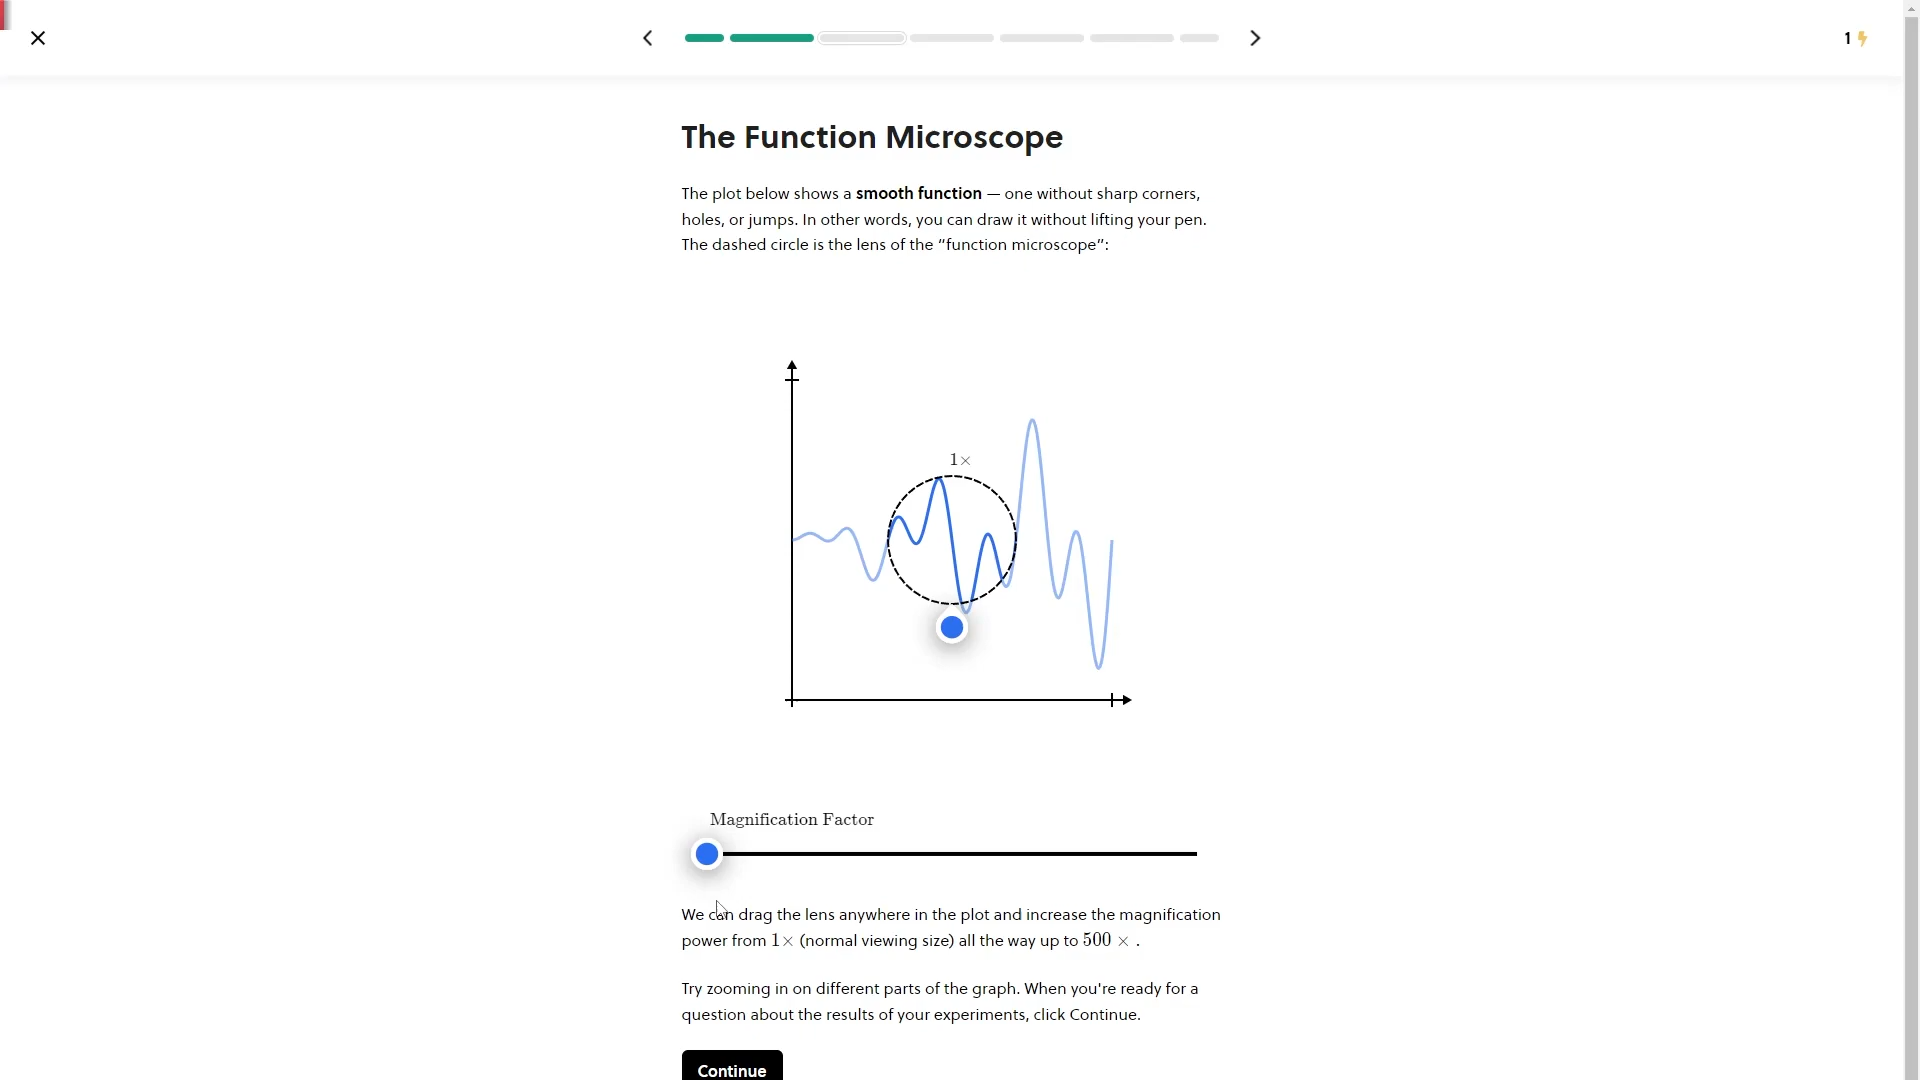 1
The Function Microscope
The plot below shows a smooth function — one without sharp corners,
holes, or jumps. In other words, you can draw it without lifting your pen.
The dashed circle is the lens of the “function microscope”:
1×
Magnification Factor
We can drag the lens anywhere in the plot and increase the magnification
power from 1× (normal viewing size) all the way up to 500 × .
Try zooming in on different parts of the graph. When you're ready for a
question about the results of your experiments, click Continue.
Continue